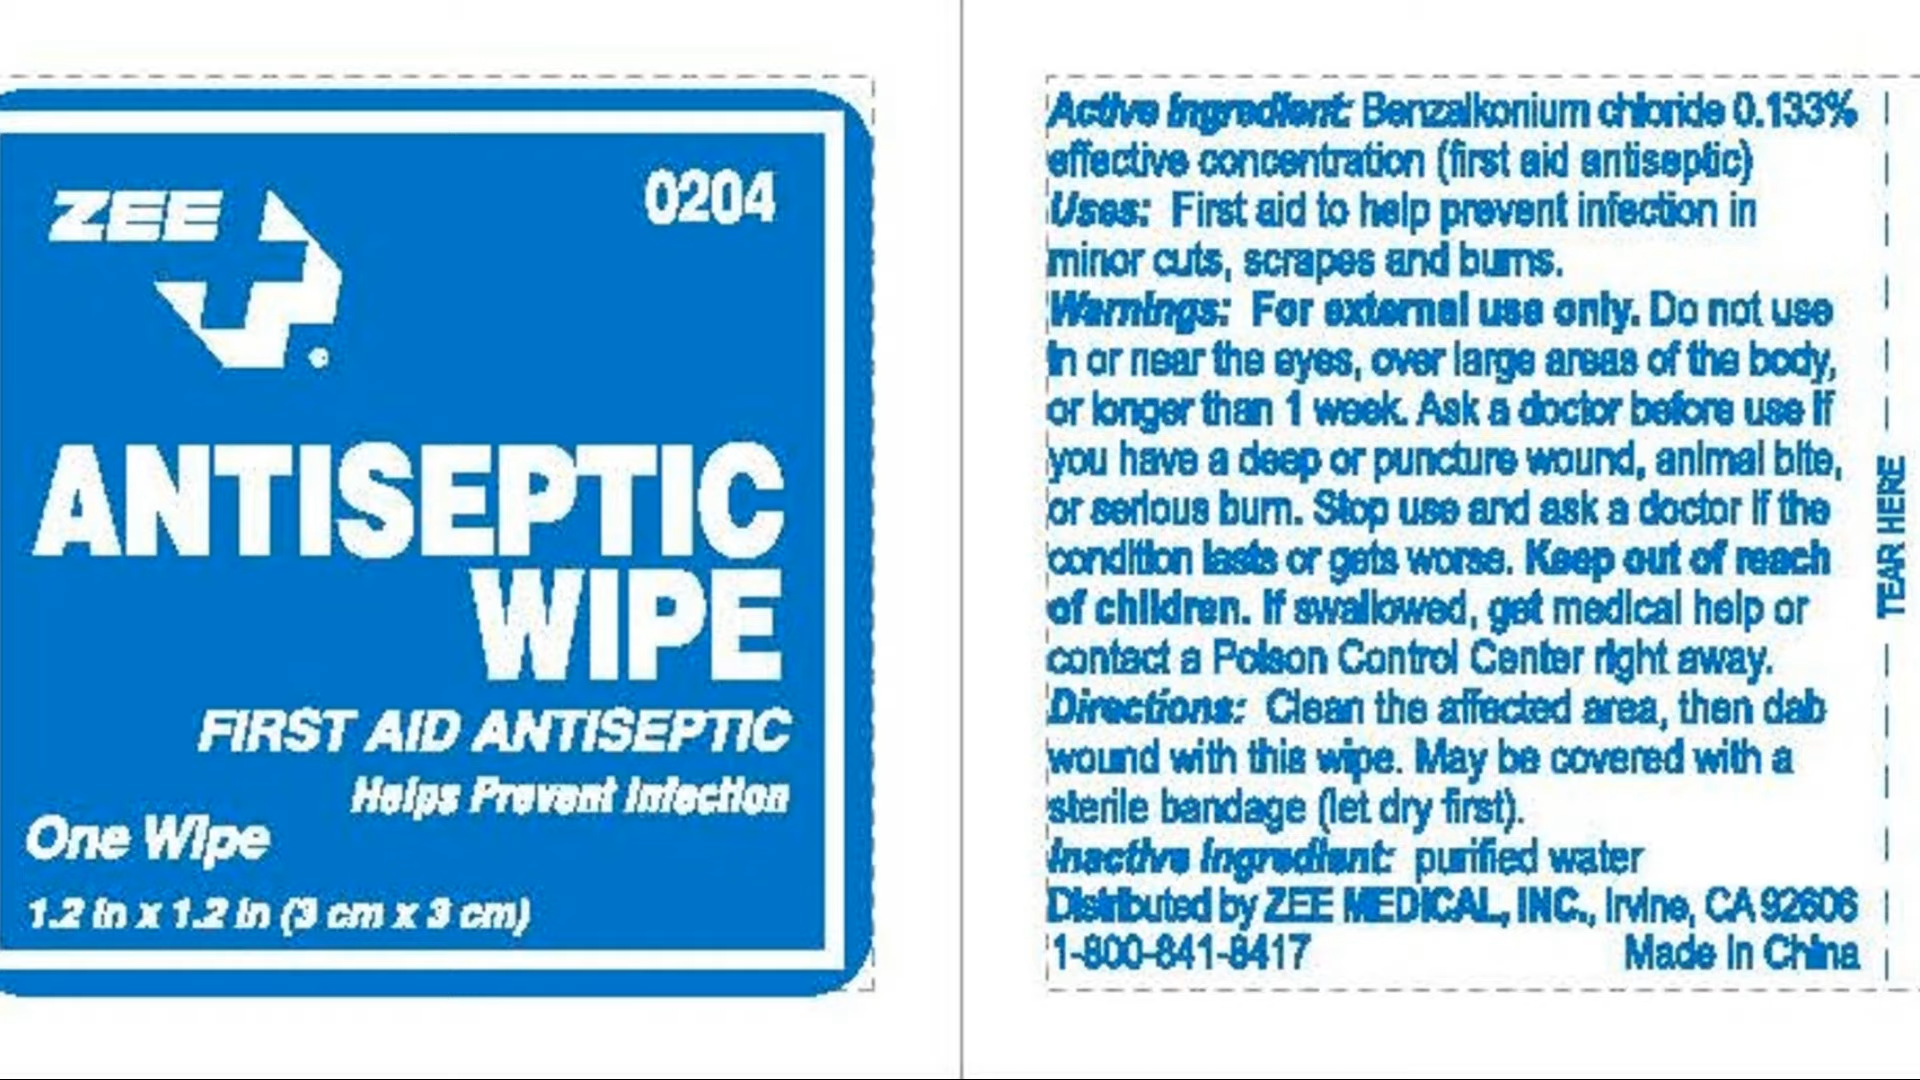 ZEE
0204
ANTISEPTIC
WIPE
FIRST AID ANTISEPTIC
Helps Prevent Infection
One Wipe
1.2 in x 1.2 in (3 cm x 3 cm)
Active Ingredient: Benzalkonium chloride 0.133%
effective concentration (first aid antiseptic)
Uses: First aid to help prevent infection in
minor cuts, scrapes and burns.
Warnings: For external use only. Do not use
in or near the eyes, over large areas of the body,
or longer than 1 week. Ask a doctor before use if
you have a deep or puncture wound, animal bite,
or serious burn. Stop use and ask a doctor if the
condition lasts or gets worse. Keep out of reach
of children. If swallowed, get medical help or
contact a Poison Control Center right away.
Directions: Clean the affected area, then dab
wound with this wipe. May be covered with a
sterile bandage (let dry first).
Inactive Ingredient: purified water
Distributed by ZEE MEDICAL, INC., Irvine, CA 92606
1-800-841-8417 Made in China
TEAR HERE